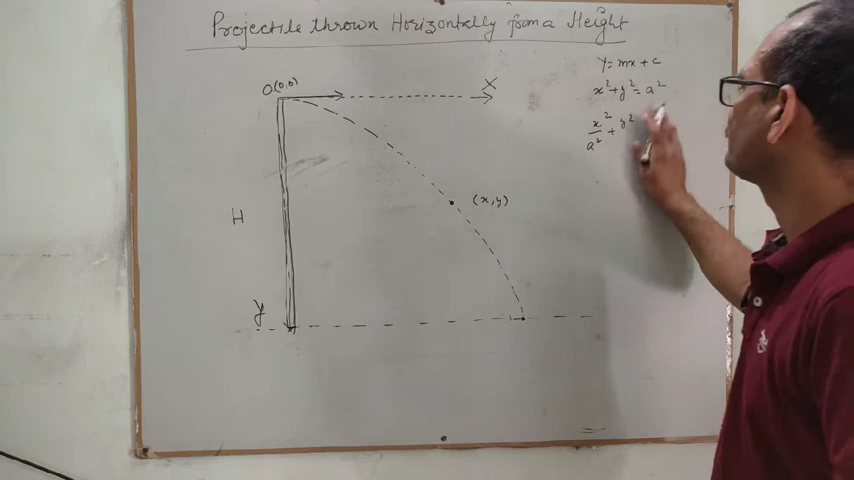 Projectile thrown Horizontally from a Height
Y = mx + c
O(0,0)
X
x² + y² = a²
x²/a² + y²
(x,y)
H
Y